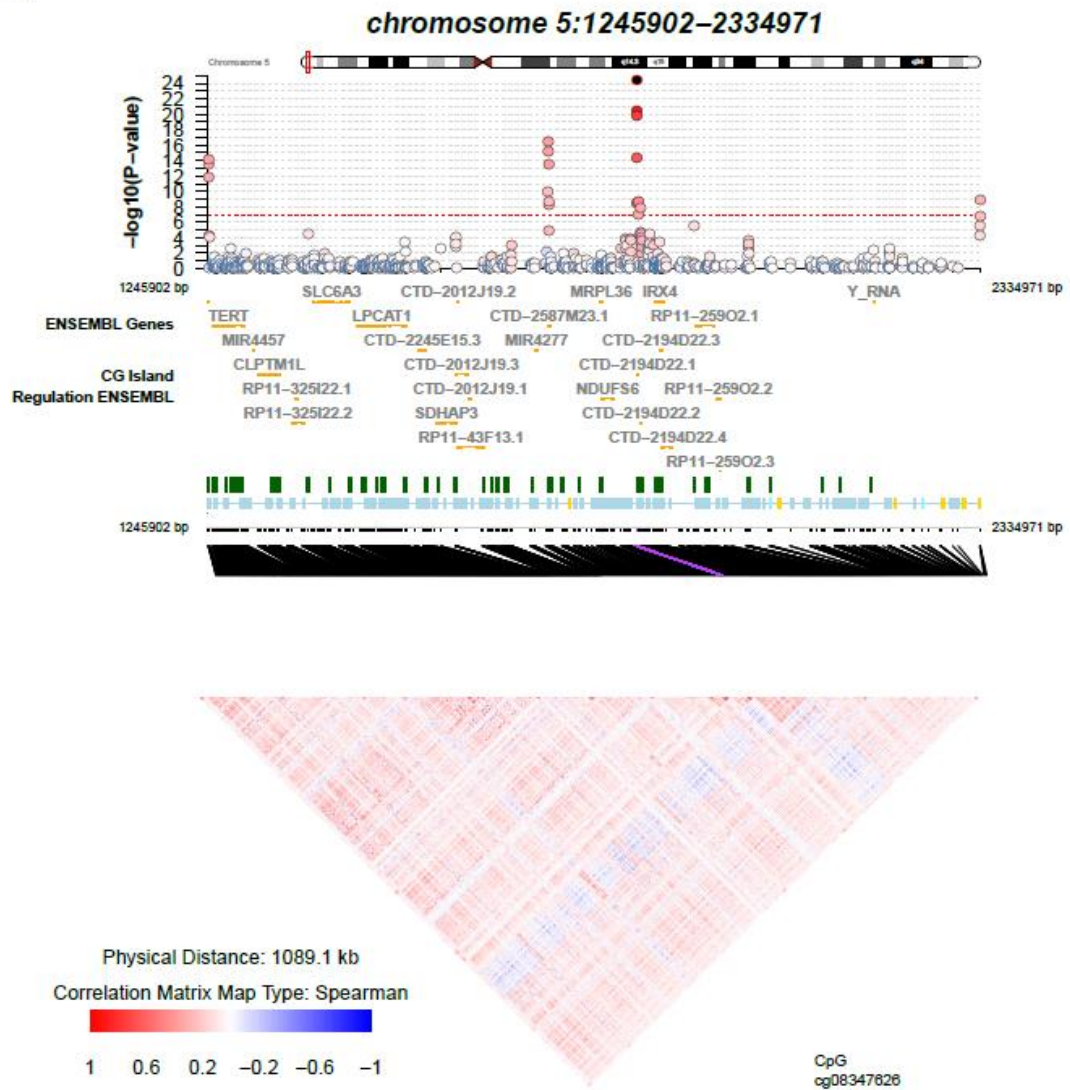 chromosome 5:1245902–2334971
Chromosome 5
q14.3
q15
q34
−log10(P−value)
24
22
20
18
16
14
12
10
8
7
6
4
2
0
1245902 bp
2334971 bp
ENSEMBL Genes
SLC6A3 CTD−2012J19.2 MRPL36 IRX4 Y_RNA
TERT LPCAT1 CTD−2587M23.1 RP11−259O2.1
MIR4457 CTD−2245E15.3 MIR4277 CTD−2194D22.3
CLPTM1L CTD−2012J19.3 CTD−2194D22.1
CG Island
Regulation ENSEMBL
RP11−325I22.1 CTD−2012J19.1 NDUFS6 RP11−259O2.2
RP11−325I22.2 SDHAP3 CTD−2194D22.2
RP11−43F13.1 CTD−2194D22.4
RP11−259O2.3
1245902 bp
2334971 bp
Physical Distance: 1089.1 kb
Correlation Matrix Map Type: Spearman
1 0.6 0.2 −0.2 −0.6 −1
CpG
cg08347626